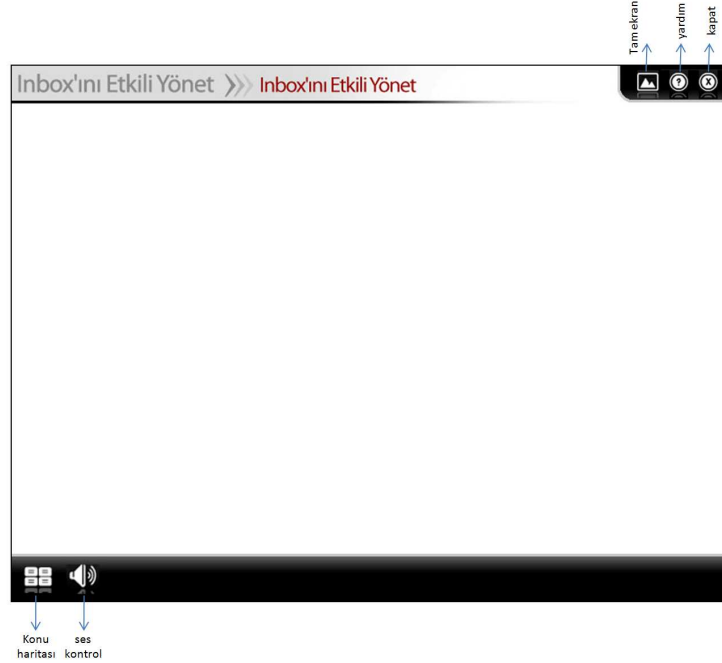 Tam ekran
yardım
kapat
Inbox'ını Etkili Yönet
Inbox'ını Etkili Yönet
?
X
Konu
haritası
ses
kontrol